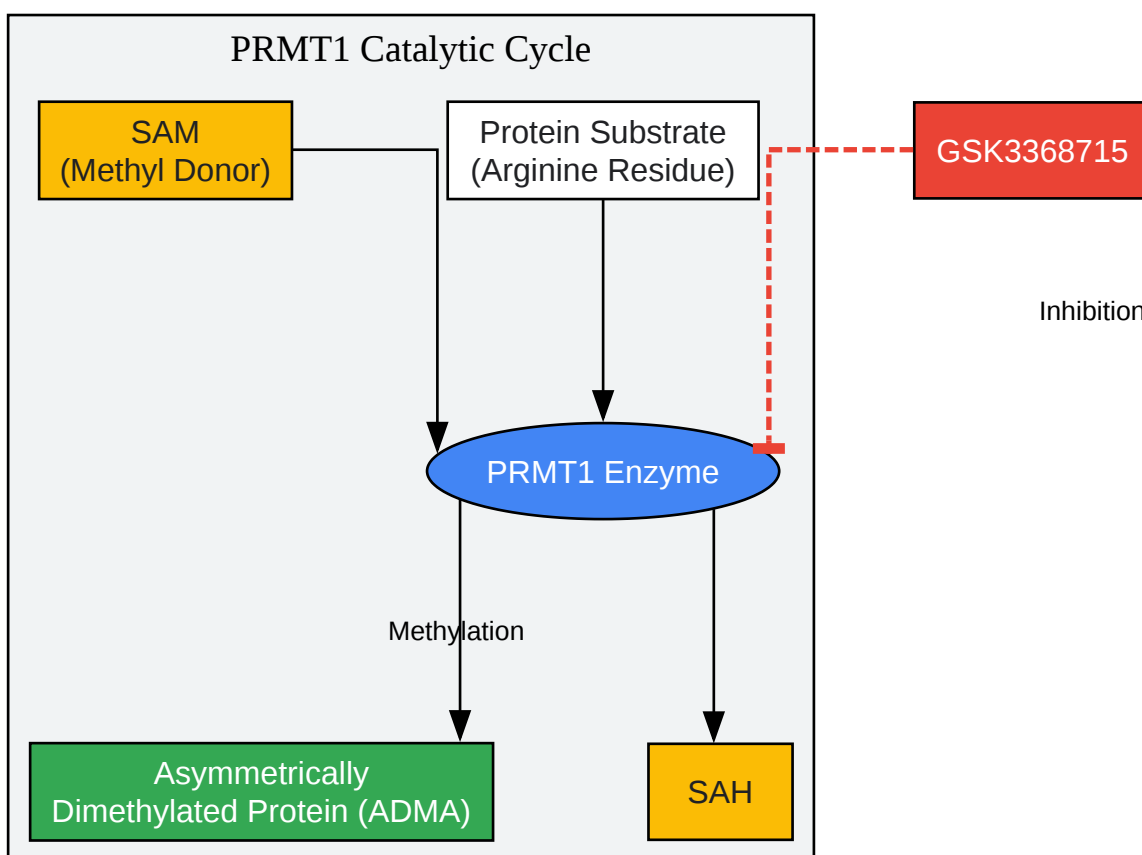 PRMT1 Catalytic Cycle
SAM
(Methyl Donor)
Protein Substrate
(Arginine Residue)
GSK3368715
Inhibition
PRMT1 Enzyme
Methylation
Asymmetrically
Dimethylated Protein (ADMA)
SAH